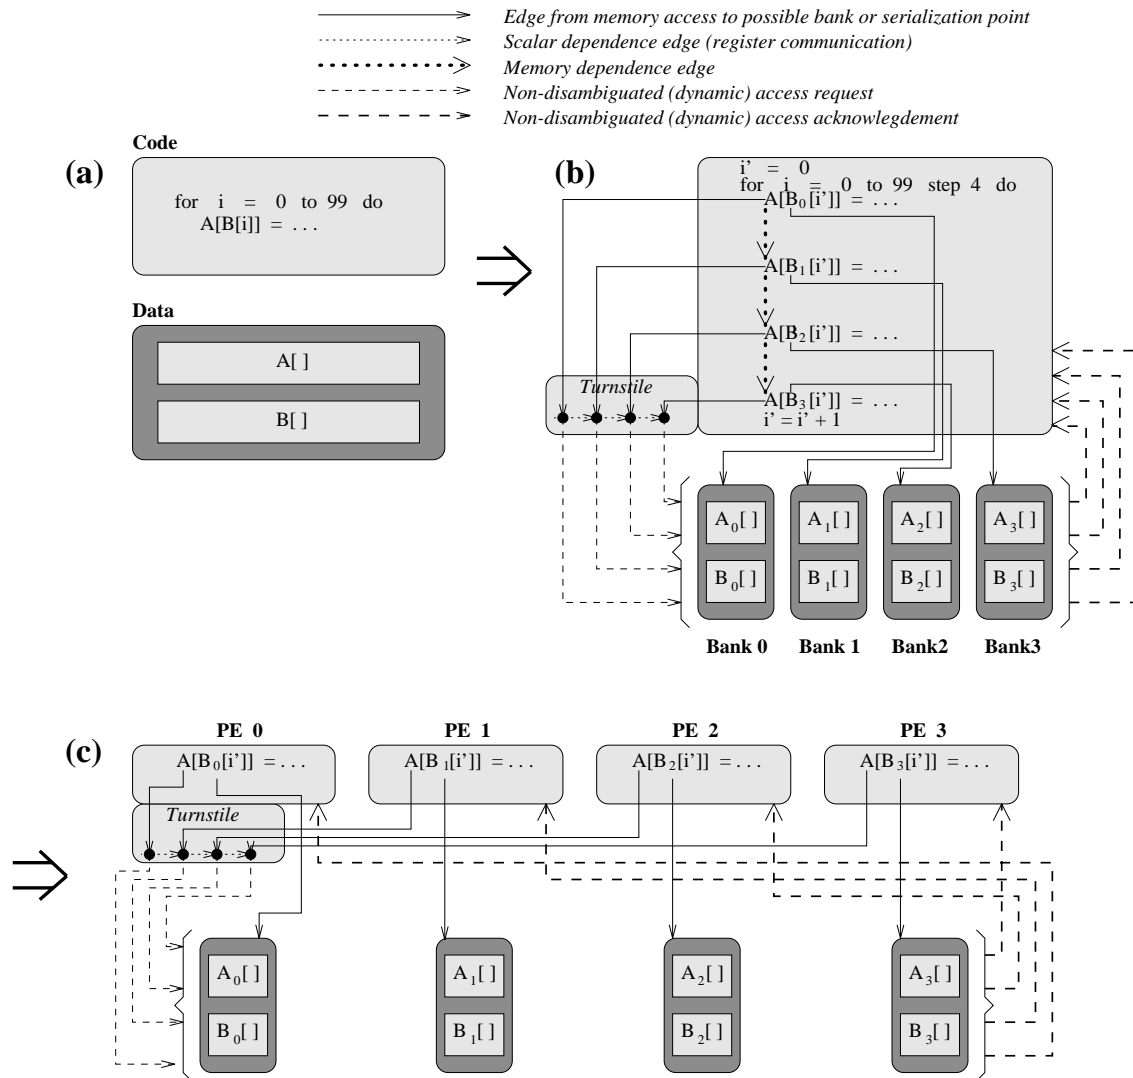 Edge from memory access to possible bank or serialization point
Scalar dependence edge (register communication)
Memory dependence edge
Non-disambiguated (dynamic) access request
Non-disambiguated (dynamic) access acknowlegdement
(a)
Code
for i = 0 to 99 do
A[B[i]] = . . .
Data
A[ ]
B[ ]
(b)
i' = 0
for i = 0 to 99 step 4 do
A[B₀[i']] = . . .
A[B₁[i']] = . . .
A[B₂[i']] = . . .
A[B₃[i']] = . . .
i' = i' + 1
Turnstile
A₀[ ] A₁[ ] A₂[ ] A₃[ ]
B₀[ ] B₁[ ] B₂[ ] B₃[ ]
Bank 0 Bank 1 Bank2 Bank3
(c)
PE 0 PE 1 PE 2 PE 3
A[B₀[i']] = . . . A[B₁[i']] = . . . A[B₂[i']] = . . . A[B₃[i']] = . . .
Turnstile
A₀[ ] A₁[ ] A₂[ ] A₃[ ]
B₀[ ] B₁[ ] B₂[ ] B₃[ ]